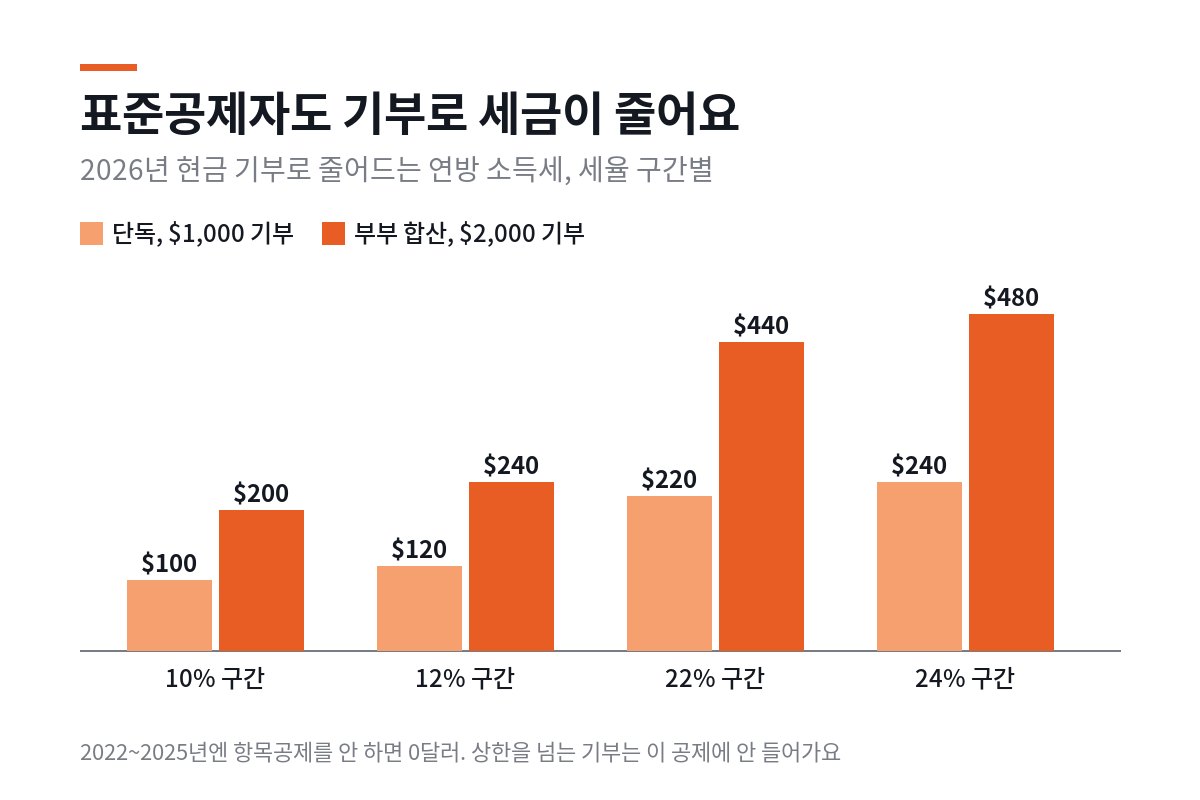 표준공제자도 기부로 세금이 줄어요
2026년 현금 기부로 줄어드는 연방 소득세, 세율 구간별
단독, $1,000 기부
부부 합산, $2,000 기부
$100
$200
$120
$240
$220
$440
$240
$480
10% 구간
12% 구간
22% 구간
24% 구간
2022~2025년엔 항목공제를 안 하면 0달러. 상한을 넘는 기부는 이 공제에 안 들어가요